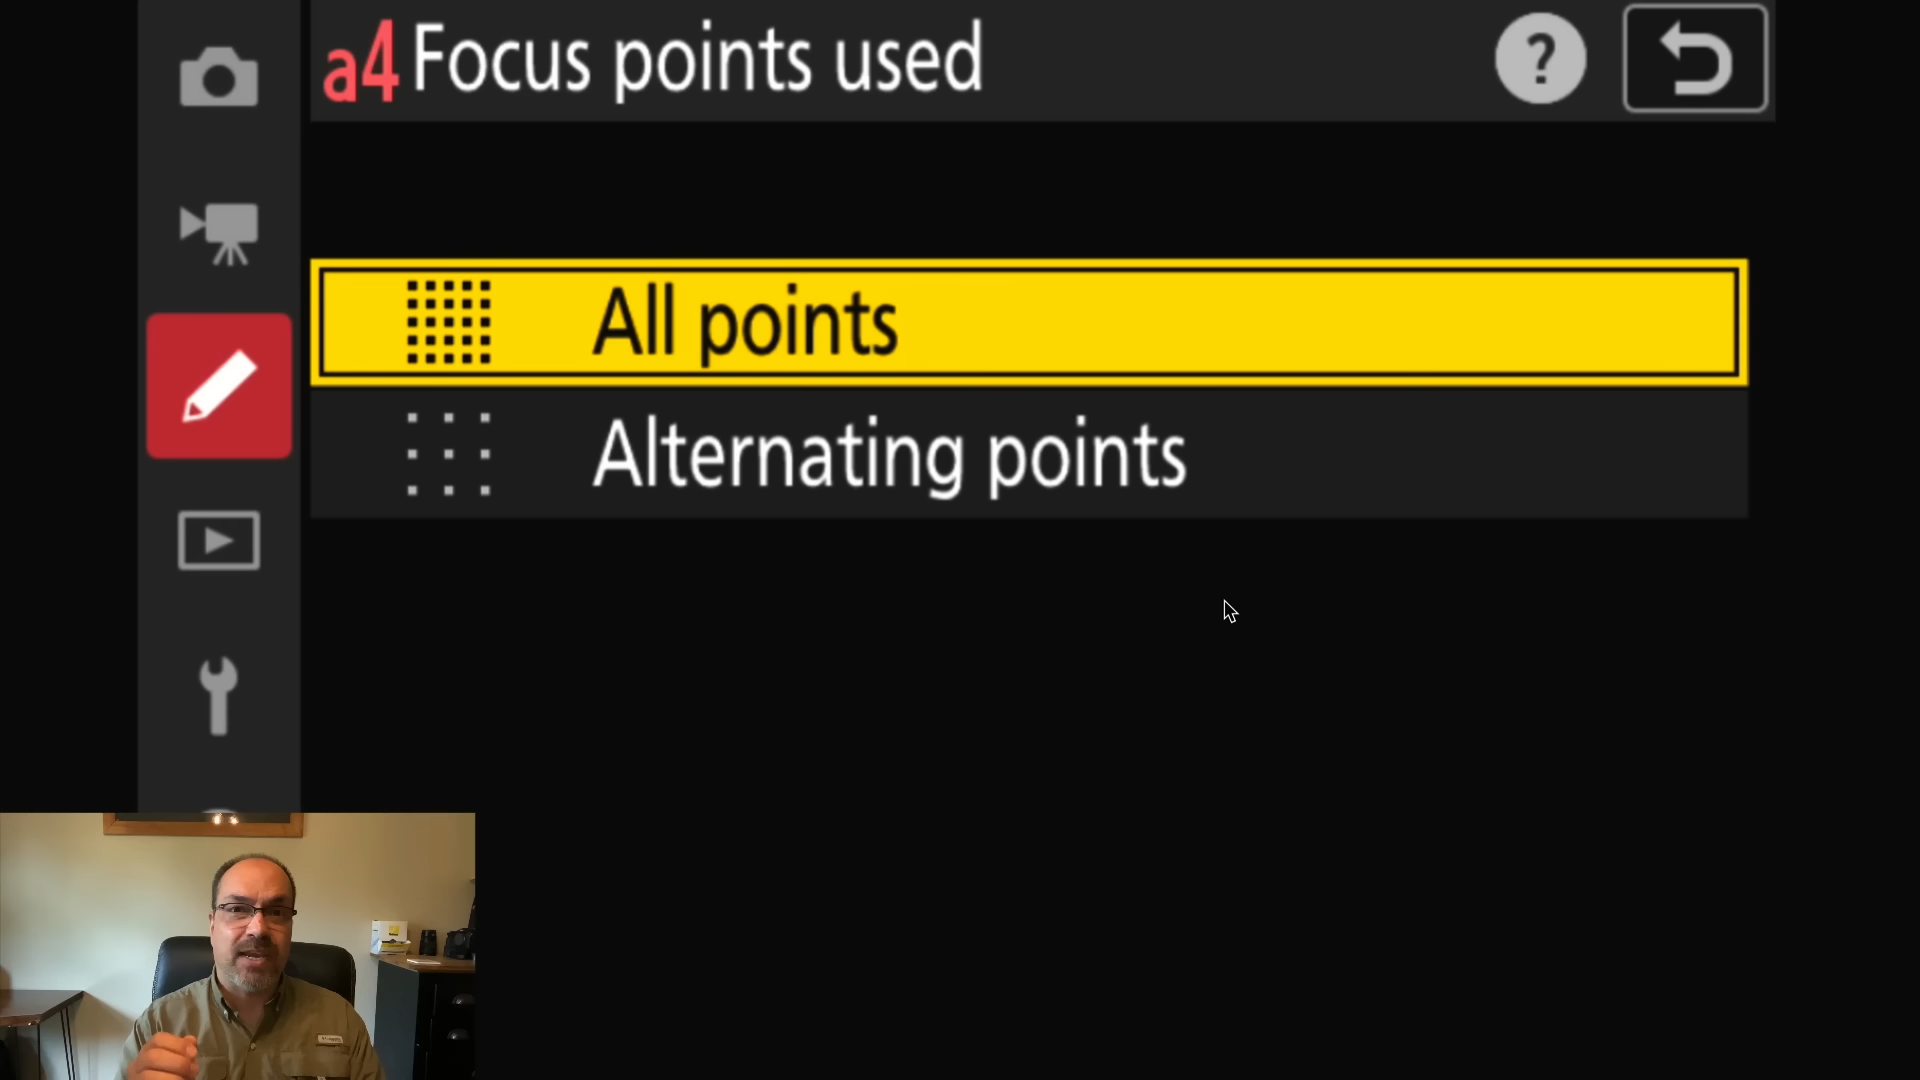 a4 Focus points used
?
All points
Alternating points